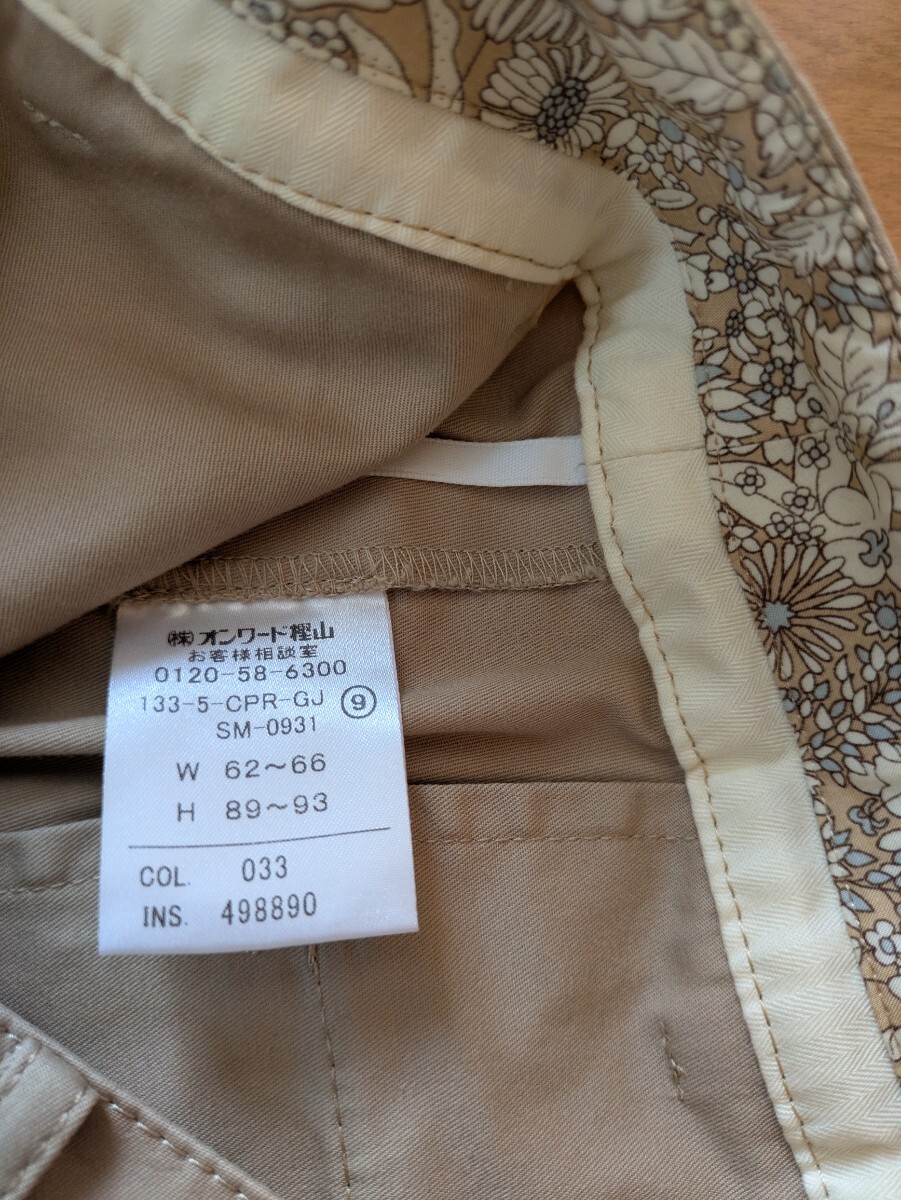 ㈱オンワード樫山
お客様相談室
0120-58-6300
133-5-CPR-GJ ⑨
SM-0931
W 62～66
H 89～93
COL. 033
INS. 498890